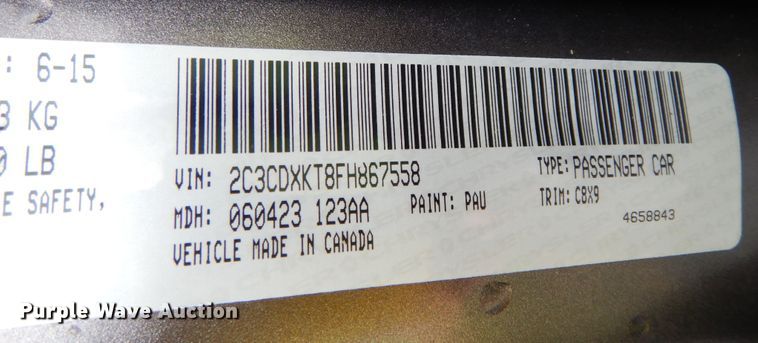 : 6-15
3 KG
0 LB
E SAFETY,
VIN: 2C3CDXKT8FH867558
TYPE: PASSENGER CAR
MDH: 060423 123AA
PAINT: PAU
TRIM: C8X9
VEHICLE MADE IN CANADA
4658843
Purple Wave Auction